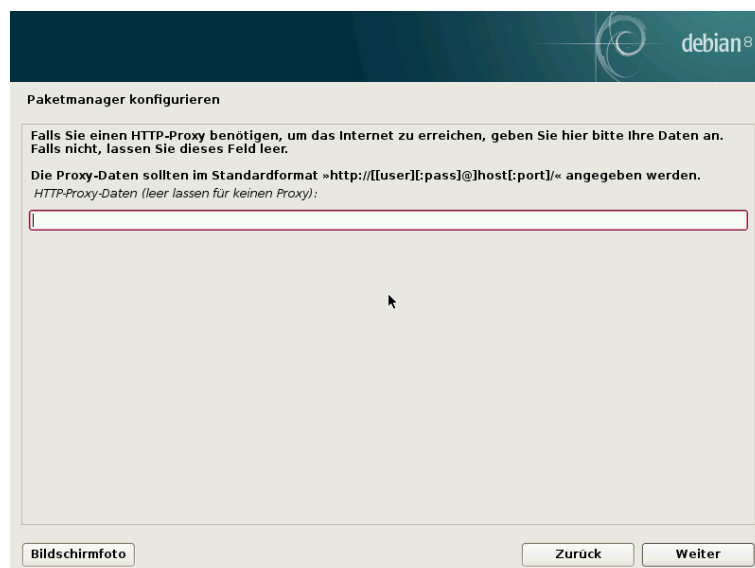 debian 8
Paketmanager konfigurieren
Falls Sie einen HTTP-Proxy benötigen, um das Internet zu erreichen, geben Sie hier bitte Ihre Daten an.
Falls nicht, lassen Sie dieses Feld leer.
Die Proxy-Daten sollten im Standardformat »http://[[user][:pass]@]host[:port]/« angegeben werden.
HTTP-Proxy-Daten (leer lassen für keinen Proxy):
Bildschirmfoto
Zurück
Weiter